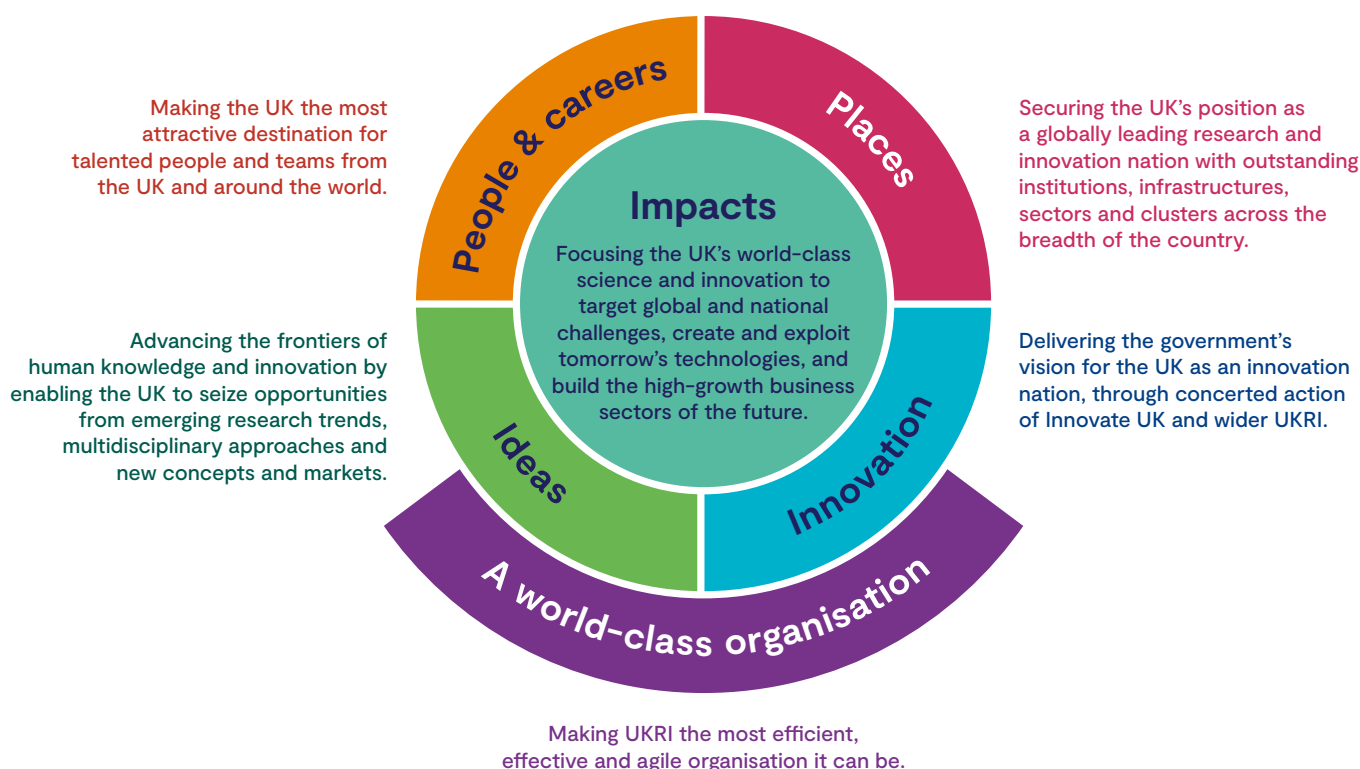 People & careers
Making the UK the most
attractive destination for
talented people and teams from
the UK and around the world.
Places
Securing the UK’s position as
a globally leading research and
innovation nation with outstanding
institutions, infrastructures,
sectors and clusters across the
breadth of the country.
Impacts
Focusing the UK’s world-class
science and innovation to
target global and national
challenges, create and exploit
tomorrow’s technologies, and
build the high-growth business
sectors of the future.
Ideas
Advancing the frontiers of
human knowledge and innovation by
enabling the UK to seize opportunities
from emerging research trends,
multidisciplinary approaches and
new concepts and markets.
Innovation
Delivering the government’s
vision for the UK as an innovation
nation, through concerted action
of Innovate UK and wider UKRI.
A world-class organisation
Making UKRI the most efficient,
effective and agile organisation it can be.